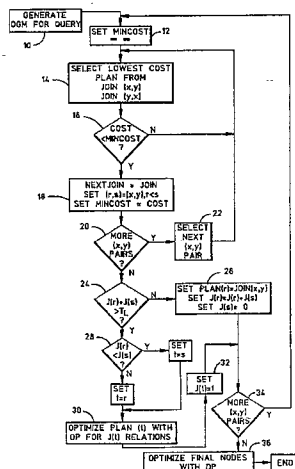 GENERATE
QGM FOR QUERY
10
SET MINCOST
= ∞
12
14
SELECT LOWEST COST
PLAN FROM
JOIN {x,y}
JOIN {y,x}
16
COST
<MINCOST
?
N
Y
18
NEXTJOIN = JOIN
SET {r,s}={x,y},r<s
SET MINCOST = COST
20
MORE
{x,y}
PAIRS
?
Y
22
SELECT
NEXT
{x,y}
PAIR
N
24
J(r)+J(s)
>TL
?
N
26
SET PLAN(r)=JOIN(x,y)
SET J(r)=J(r)+J(s)
SET J(s)= 0
Y
28
J(r)
<J(s)
?
Y
SET
t=s
N
SET
t=r
30
OPTIMIZE PLAN (t) WITH
DP FOR J(t) RELATIONS
32
SET
J(t)=1
34
MORE
{x,y}
PAIRS
?
Y
N
36
OPTIMIZE FINAL NODES
WITH DP
END